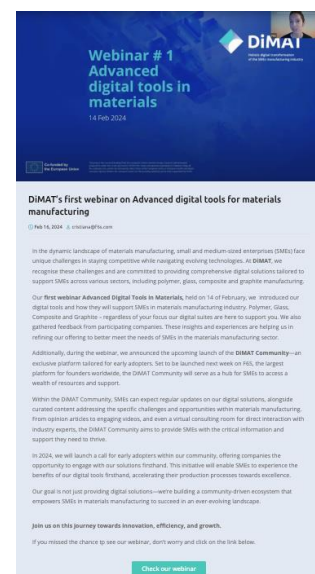 DiMAT
Webinar # 1
Advanced
digital tools in
materials
14 Feb 2024
Co-funded by
the European Union
DiMAT's first webinar on Advanced digital tools for materials
manufacturing
Feb 16, 2024
In the dynamic landscape of materials manufacturing, small and medium-sized enterprises (SMEs) face
unique challenges in staying competitive while navigating evolving technologies. At DiMAT, we
recognise these challenges and are committed to providing comprehensive digital solutions tailored to
support SMEs across various sectors, including polymer, glass, composite and graphite manufacturing.
Our first webinar Advanced Digital Tools in Materials, held on 14 of February, we introduced our
digital tools and how they will support SMEs in materials manufacturing industry. Polymer, Glass,
Composite and Graphite – regardless of your focus our digital suites are here to support you. We also
gathered feedback from participating companies. These insights and experiences are helping us in
refining our offering to better meet the needs of SMEs in the materials manufacturing sector.
Additionally, during the webinar, we announced the upcoming launch of the DiMAT Community—an
exclusive platform tailored for early adopters. Set to be launched next week on F6S, the largest
platform for founders worldwide, the DiMAT Community will serve as a hub for SMEs to access a
wealth of resources and support.
Within the DiMAT Community, SMEs can expect regular updates on our digital solutions, alongside
curated content addressing the specific challenges and opportunities within materials manufacturing.
From opinion articles to engaging videos, and even a virtual consulting room for direct interaction with
industry experts, the DiMAT Community aims to provide SMEs with the critical information and
support they need to thrive.
In 2024, we will launch a call for early adopters within our community, offering companies the
opportunity to engage with our solutions firsthand. This initiative will enable SMEs to experience the
benefits of our digital tools firsthand, accelerating their production processes towards excellence.
Our goal is not just providing digital solutions—we're building a community-driven ecosystem that
empowers SMEs in materials manufacturing to succeed in an ever-evolving landscape.
Join us on this journey towards innovation, efficiency, and growth.
If you missed the chance tp see our webinar, don't worry and click on the link below.
Check our webinar